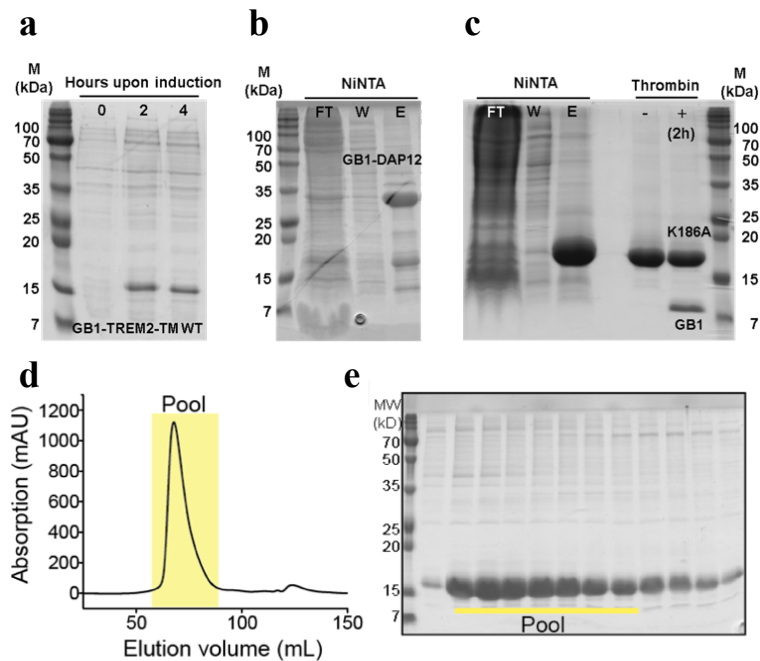 a
M
(kDa)
Hours upon induction
0 2 4
100
70
50
35
25
20
15
7
GB1-TREM2-TM WT
b
M
(kDa)
NiNTA
FT W E
100
70
50
35
25
20
15
7
GB1-DAP12
c
NiNTA
FT W E
Thrombin
- +
(2h)
M
(kDa)
100
70
50
35
25
20
15
7
K186A
GB1
d
Pool
Absorption (mAU)
1200
1000
800
600
400
200
0
50 100 150
Elution volume (mL)
e
MW
(kD)
70
50
35
25
20
15
7
Pool